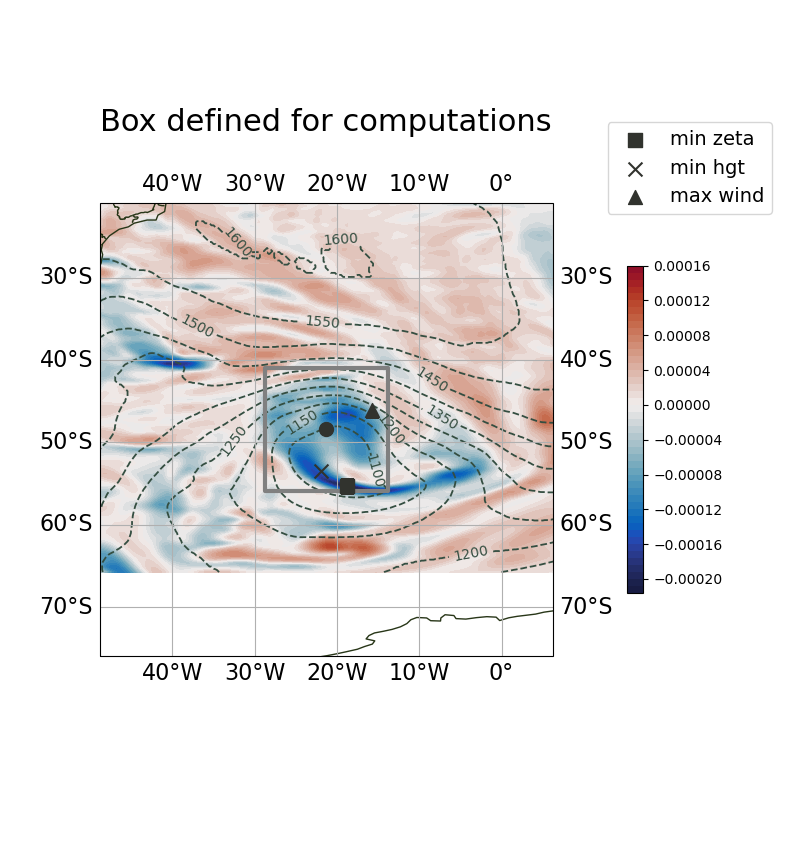 Box defined for computations
min zeta
min hgt
max wind
40°W 30°W 20°W 10°W 0°
30°S 30°S
40°S 40°S
50°S 50°S
60°S 60°S
70°S 70°S
40°W 30°W 20°W 10°W 0°
1600
1600
1550
1500
1450
1350
1250
1150
1100
1200
0.00016
0.00012
0.00008
0.00004
0.00000
−0.00004
−0.00008
−0.00012
−0.00016
−0.00020